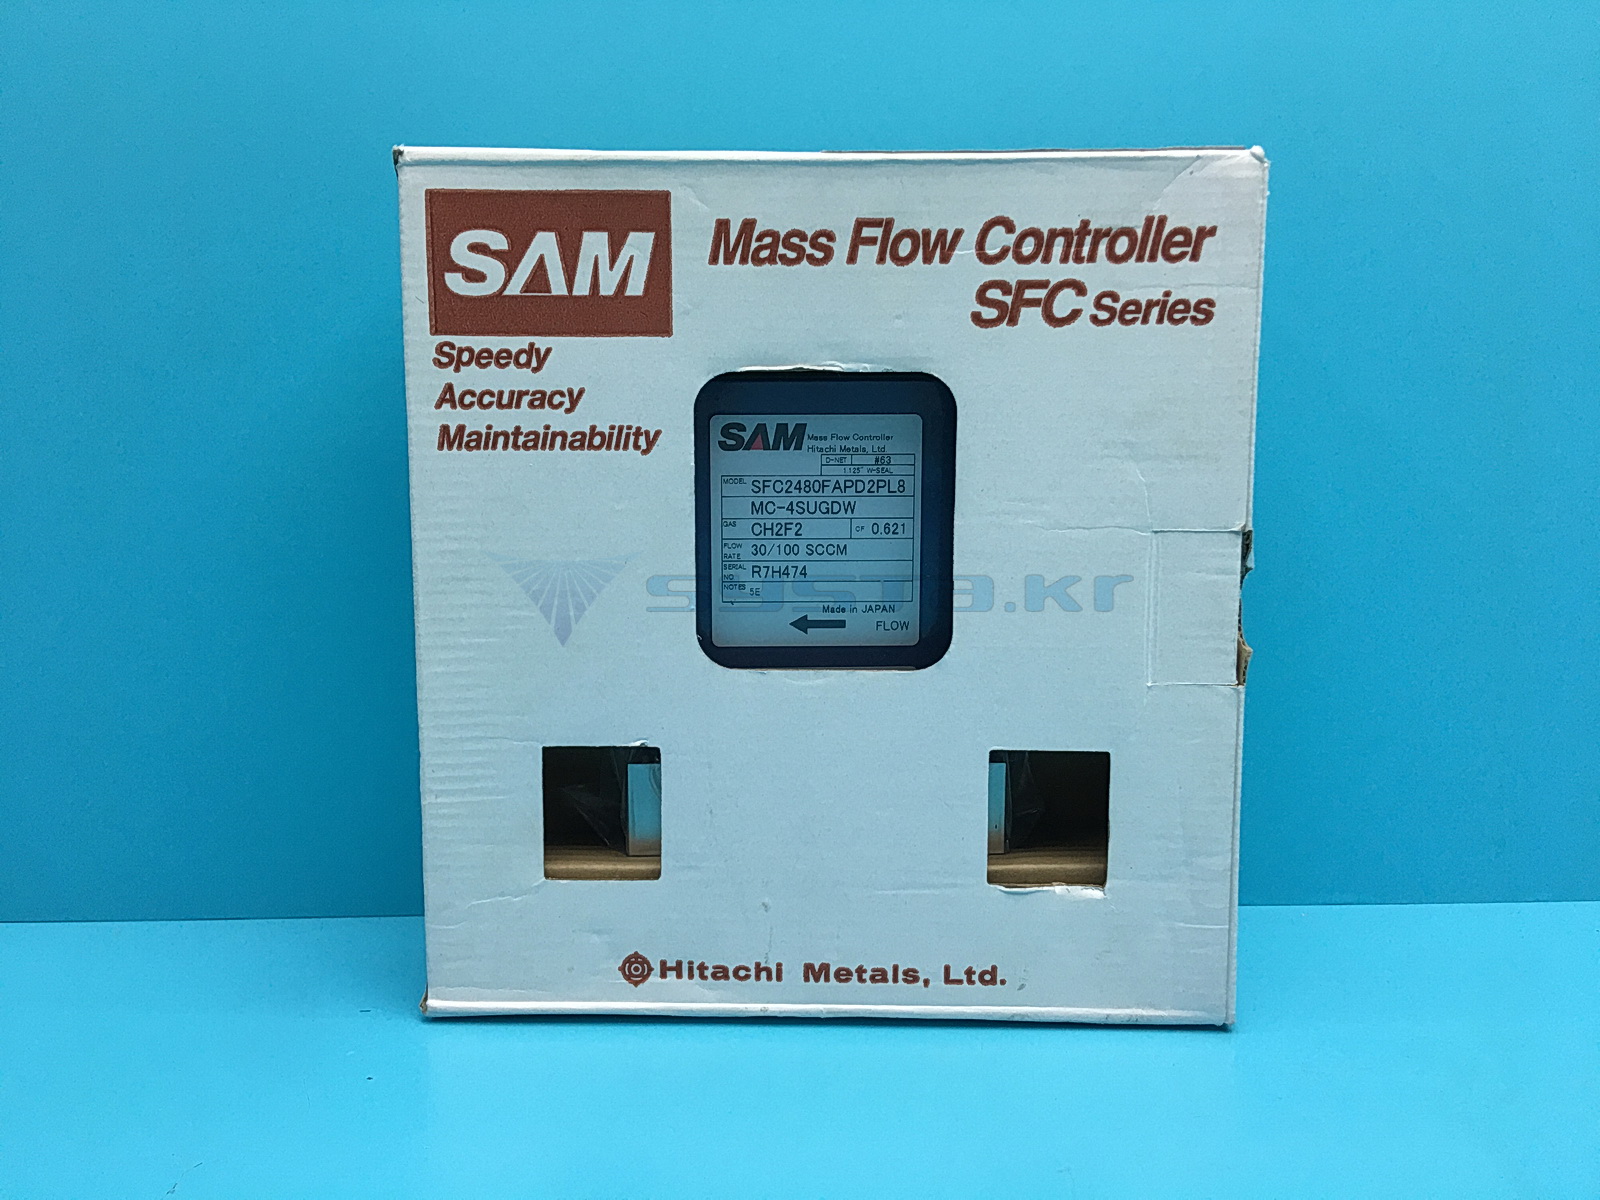 SAM
Mass Flow Controller
SFC Series
Speedy
Accuracy
Maintainability
SAM Mass Flow Controller
Hitachi Metals, Ltd
D-NET #63
1.125" W-SEAL
MODEL SFC2480FAPD2PL8
MC-4SUGDW
GAS CH2F2 CF 0.621
FLOW RATE 30/100 SCCM
SERIAL NO R7H474
NOTES 5E
Made in JAPAN
FLOW
systa.kr
Hitachi Metals, Ltd.